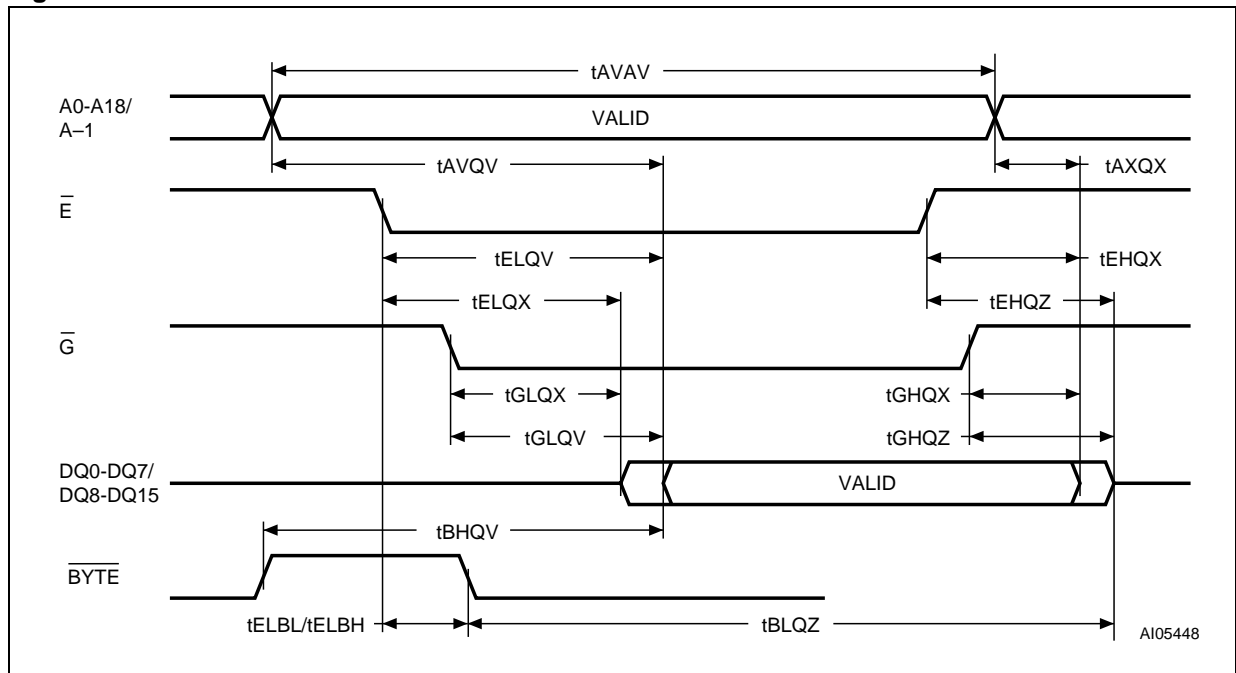 tAVAV
A0-A18/
A–1
VALID
tAVQV
tAXQX
E
tELQV
tEHQX
tELQX
tEHQZ
G
tGLQX
tGHQX
tGLQV
tGHQZ
DQ0-DQ7/
DQ8-DQ15
VALID
tBHQV
BYTE
tELBL/tELBH
tBLQZ
AI05448